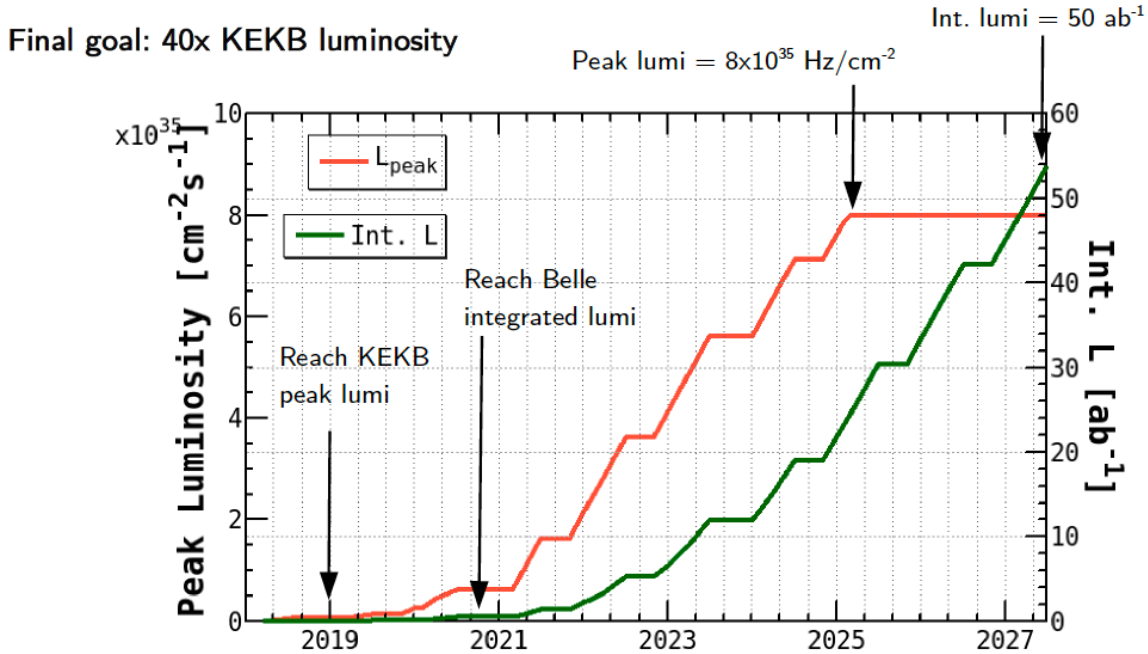 Int. lumi = 50 ab⁻¹
Final goal: 40x KEKB luminosity
Peak lumi = 8x10³⁵ Hz/cm⁻²
x10³⁵
Peak Luminosity [cm⁻²s⁻¹]
10
8
6
4
2
0
L_peak
Int. L
Reach Belle
integrated lumi
Reach KEKB
peak lumi
60
50
40
30
20
10
0
Int. L [ab⁻¹]
2019
2021
2023
2025
2027